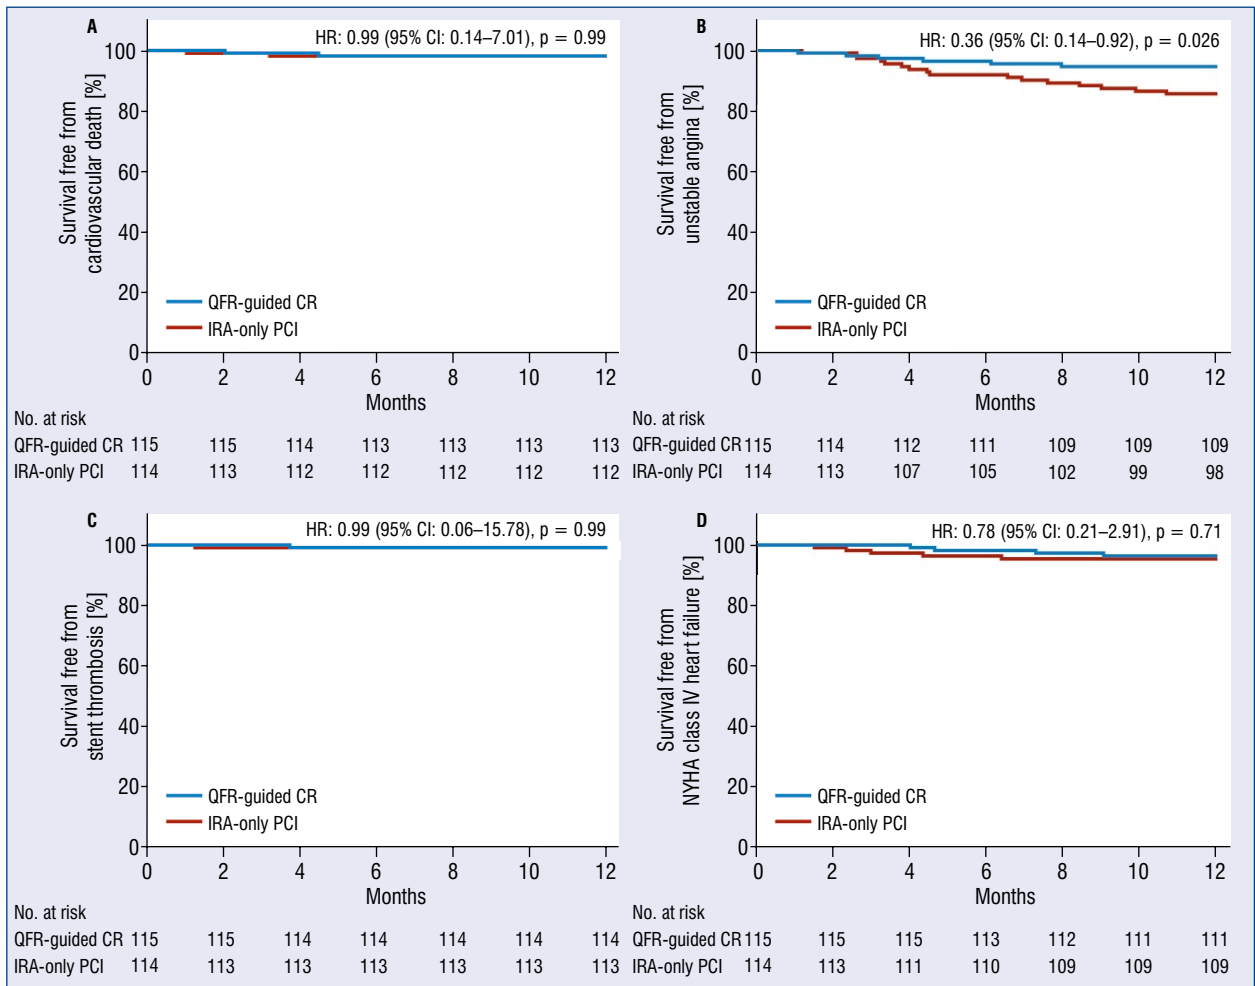 A
HR: 0.99 (95% CI: 0.14–7.01), p = 0.99
Survival free from
cardiovascular death [%]
100
80
60
40
20
0
QFR-guided CR
IRA-only PCI
0 2 4 6 8 10 12
Months
No. at risk
QFR-guided CR 115 115 114 113 113 113 113
IRA-only PCI 114 113 112 112 112 112 112
B
HR: 0.36 (95% CI: 0.14–0.92), p = 0.026
Survival free from
unstable angina [%]
100
80
60
40
20
0
QFR-guided CR
IRA-only PCI
0 2 4 6 8 10 12
Months
No. at risk
QFR-guided CR 115 114 112 111 109 109 109
IRA-only PCI 114 113 107 105 102 99 98
C
HR: 0.99 (95% CI: 0.06–15.78), p = 0.99
Survival free from
stent thrombosis [%]
100
80
60
40
20
0
QFR-guided CR
IRA-only PCI
0 2 4 6 8 10 12
Months
No. at risk
QFR-guided CR 115 115 114 114 114 114 114
IRA-only PCI 114 113 113 113 113 113 113
D
HR: 0.78 (95% CI: 0.21–2.91), p = 0.71
Survival free from
NYHA class IV heart failure [%]
100
80
60
40
20
0
QFR-guided CR
IRA-only PCI
0 2 4 6 8 10 12
Months
No. at risk
QFR-guided CR 115 115 115 113 112 111 111
IRA-only PCI 114 113 111 110 109 109 109